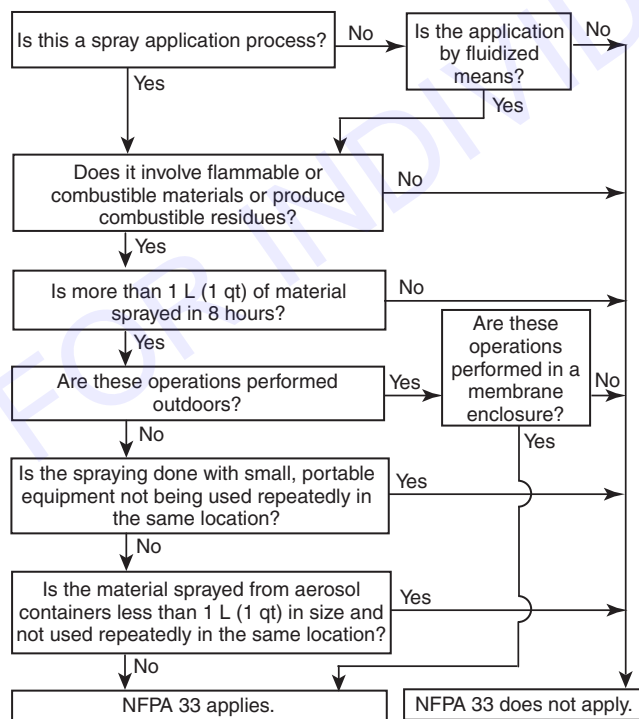 Is this a spray application process?
No
Is the application
by fluidized
means?
No
Yes
Yes
Does it involve flammable or
combustible materials or produce
combustible residues?
No
Yes
Is more than 1 L (1 qt) of material
sprayed in 8 hours?
No
Yes
Are these operations performed
outdoors?
Yes
Are these
operations
performed in a
membrane
enclosure?
No
Yes
No
Is the spraying done with small, portable
equipment not being used repeatedly in
the same location?
Yes
No
Is the material sprayed from aerosol
containers less than 1 L (1 qt) in size and
not used repeatedly in the same location?
Yes
No
NFPA 33 applies.
NFPA 33 does not apply.
FOR INDIVID